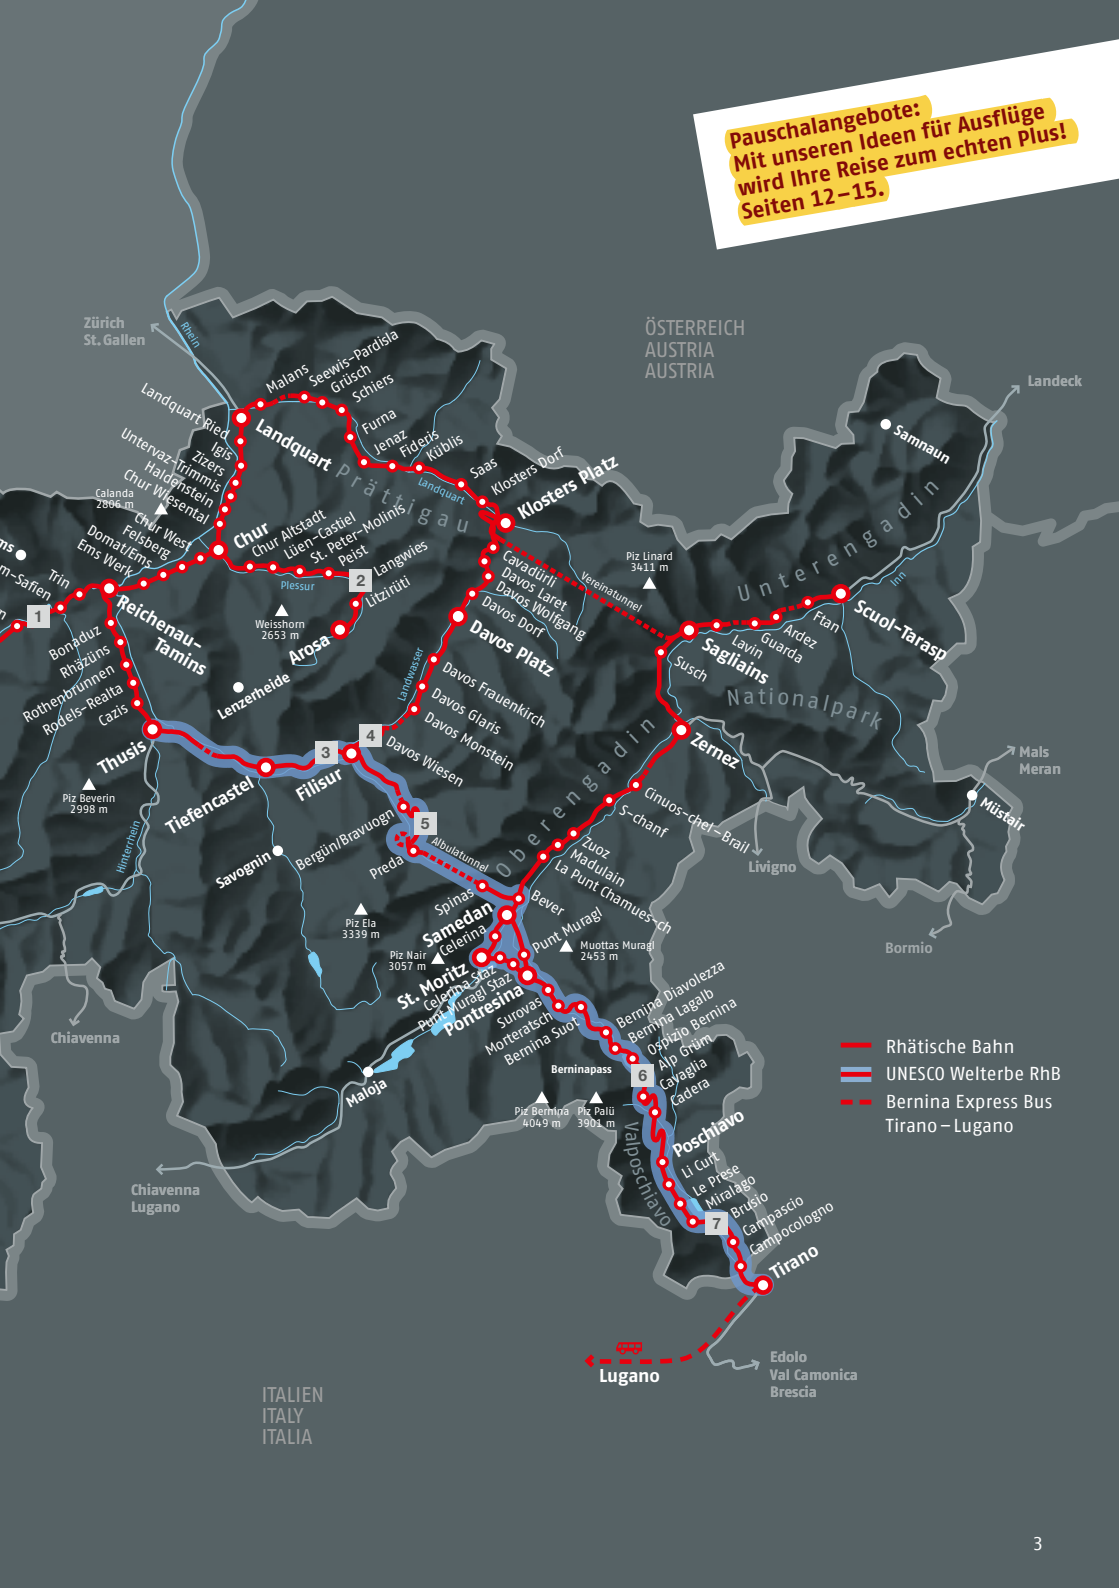 Pauschalangebote:
Mit unseren Ideen für Ausflüge
wird Ihre Reise zum echten Plus!
Seiten 12–15.
Zürich
St. Gallen
Rhein
ÖSTERREICH
AUSTRIA
AUSTRIA
Landeck
Samnaun
Malans
Seewis-Pardisla
Grüsch
Schiers
Furna
Jenaz
Fideris
Küblis
Saas
Klosters Dorf
Klosters Platz
Landquart
Landquart
Prättigau
Landquart Ried
Igis
Zizers
Untervaz-Trimmis
Haldenstein
Chur Wiesental
Calanda
2806 m
Chur
Chur West
Felsberg
Domat/Ems
Ems Werk
Chur Altstadt
Lüen-Castiel
St. Peter-Molinis
Peist
Langwies
Litzirüti
Plessur
2
Weisshorn
2653 m
Arosa
Lenzerheide
Trin
1
Reichenau-
Tamins
Bonaduz
Rhäzüns
Rothenbrunnen
Rodels-Realta
Cazis
Thusis
Piz Beverin
2998 m
Hinterrhein
Cavadürli
Davos Laret
Davos Wolfgang
Davos Dorf
Davos Platz
Davos Frauenkirch
Davos Glaris
Davos Monstein
Davos Wiesen
Landwasser
Vereinatunnel
Piz Linard
3411 m
Unterengadin
Inn
Scuol-Tarasp
Ftan
Ardez
Guarda
Lavin
Sagliains
Susch
Nationalpark
Zernez
Mals
Meran
Müstair
Livigno
Bormio
Oberengadin
Cinuos-chel-Brail
S-chanf
Zuoz
Madulain
La Punt Chamues-ch
Bever
3
4
Filisur
Tiefencastel
Savognin
Bergün/Bravuogn
5
Preda
Albulatunnel
Spinas
Samedan
Celerina
Piz Ela
3339 m
Piz Nair
3057 m
St. Moritz
Celerina Staz
Punt Muragl Staz
Pontresina
Punt Muragl
Muottas Muragl
2453 m
Surovas
Morteratsch
Bernina Suot
Bernina Diavolezza
Bernina Lagalb
Ospizio Bernina
Alp Grüm
Cavaglia
Cadera
Berninapass
6
Piz Bernina
4049 m
Piz Palü
3901 m
Valposchiavo
Poschiavo
Li Curt
Le Prese
Miralago
Brusio
Campascio
Campocologno
7
Tirano
Maloja
Chiavenna
Chiavenna
Lugano
Rhätische Bahn
UNESCO Welterbe RhB
Bernina Express Bus
Tirano – Lugano
Lugano
Edolo
Val Camonica
Brescia
ITALIEN
ITALY
ITALIA
3